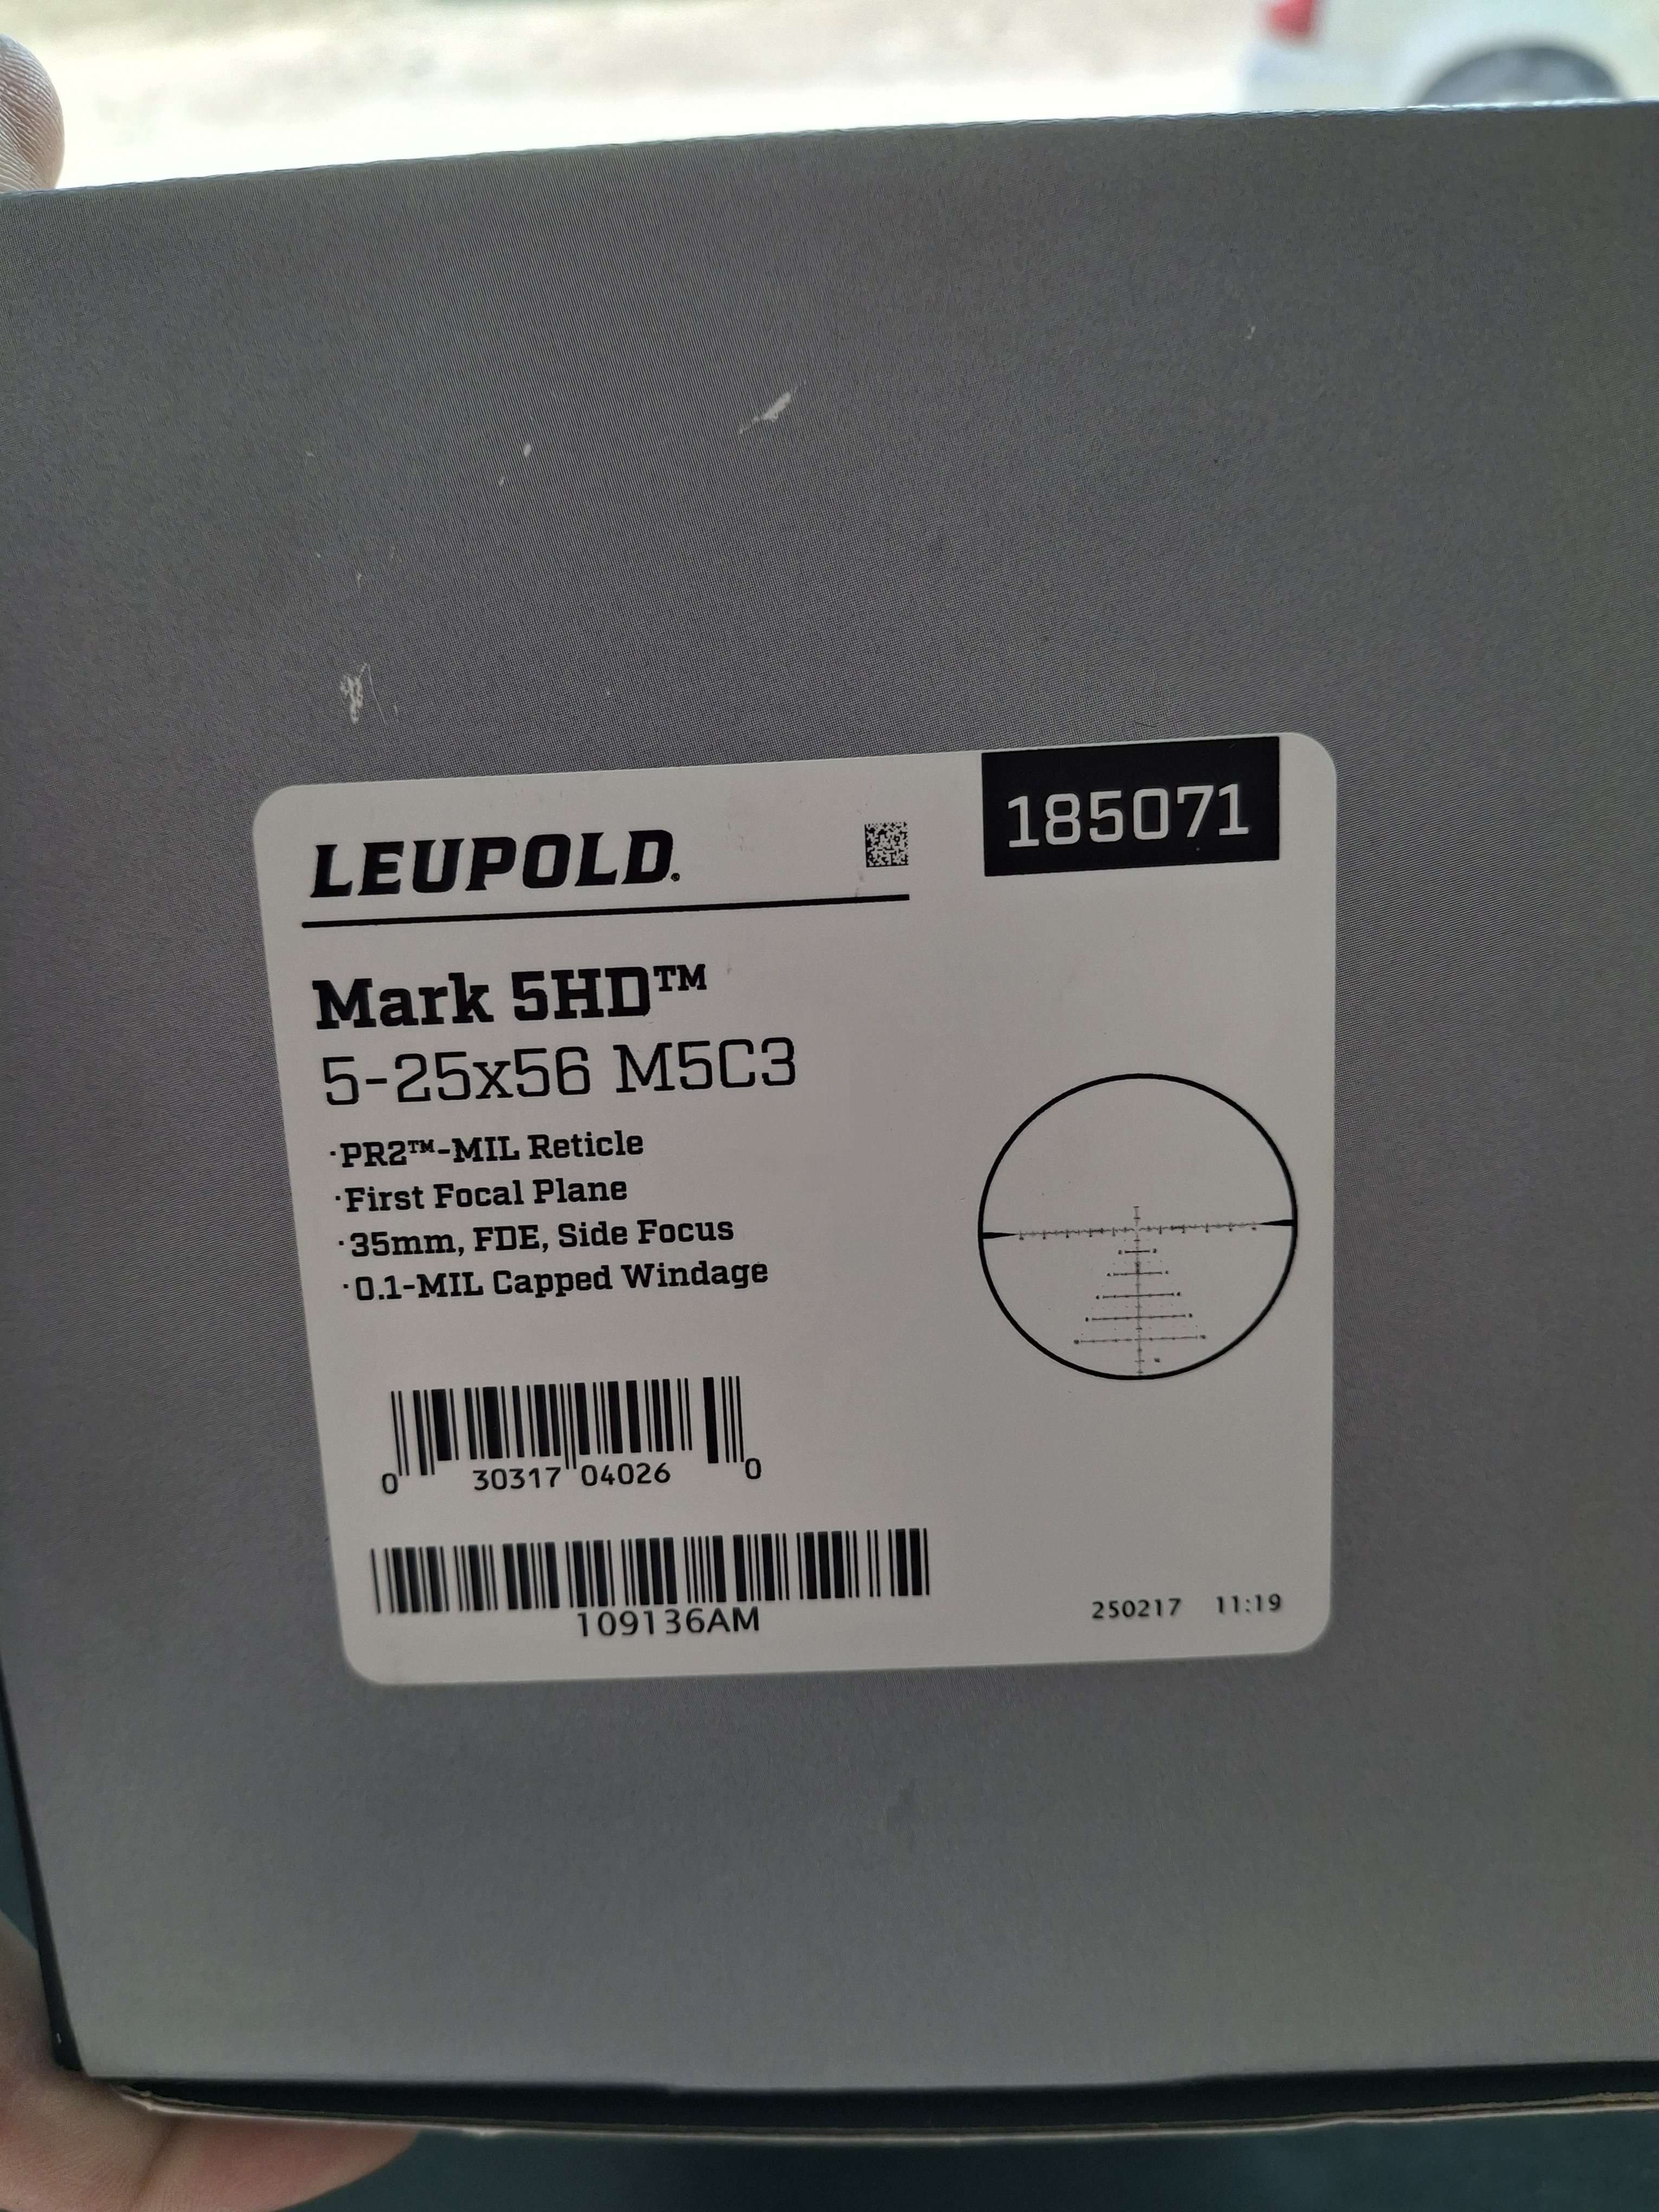 LEUPOLD®
185071
Mark 5HD™
5-25x56 M5C3
·PR2™-MIL Reticle
·First Focal Plane
·35mm, FDE, Side Focus
·0.1-MIL Capped Windage
0 30317 04026 0
109136AM
250217 11:19